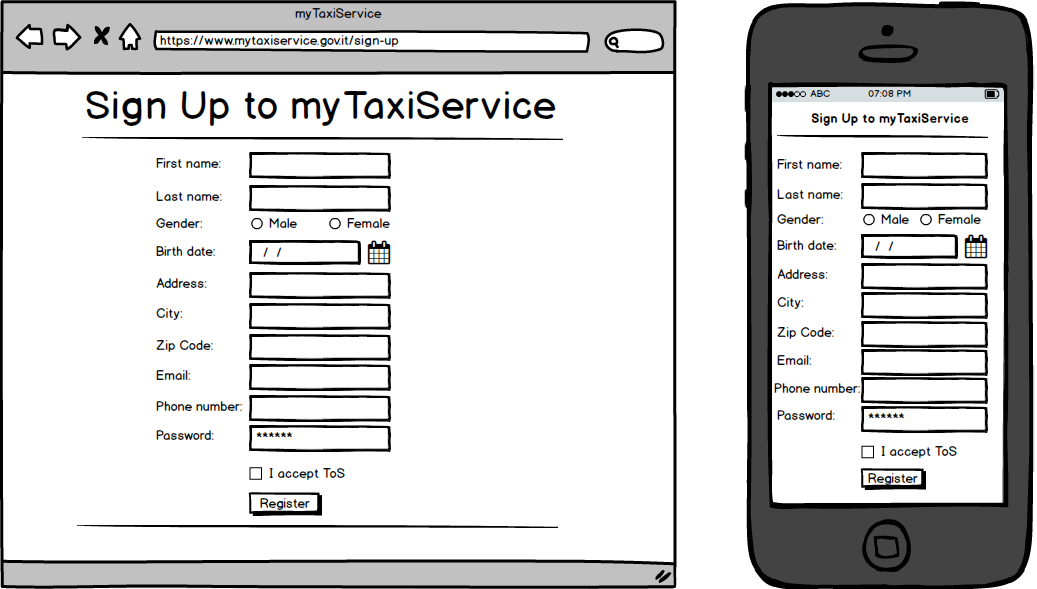 myTaxiService
https://www.mytaxiservice.gov.it/sign-up
Sign Up to myTaxiService
First name:
Last name:
Gender: Male Female
Birth date: / /
Address:
City:
Zip Code:
Email:
Phone number:
Password: ******
I accept ToS
Register
ABC 07:08 PM
Sign Up to myTaxiService
First name:
Last name:
Gender: Male Female
Birth date: / /
Address:
City:
Zip Code:
Email:
Phone number:
Password: ******
I accept ToS
Register